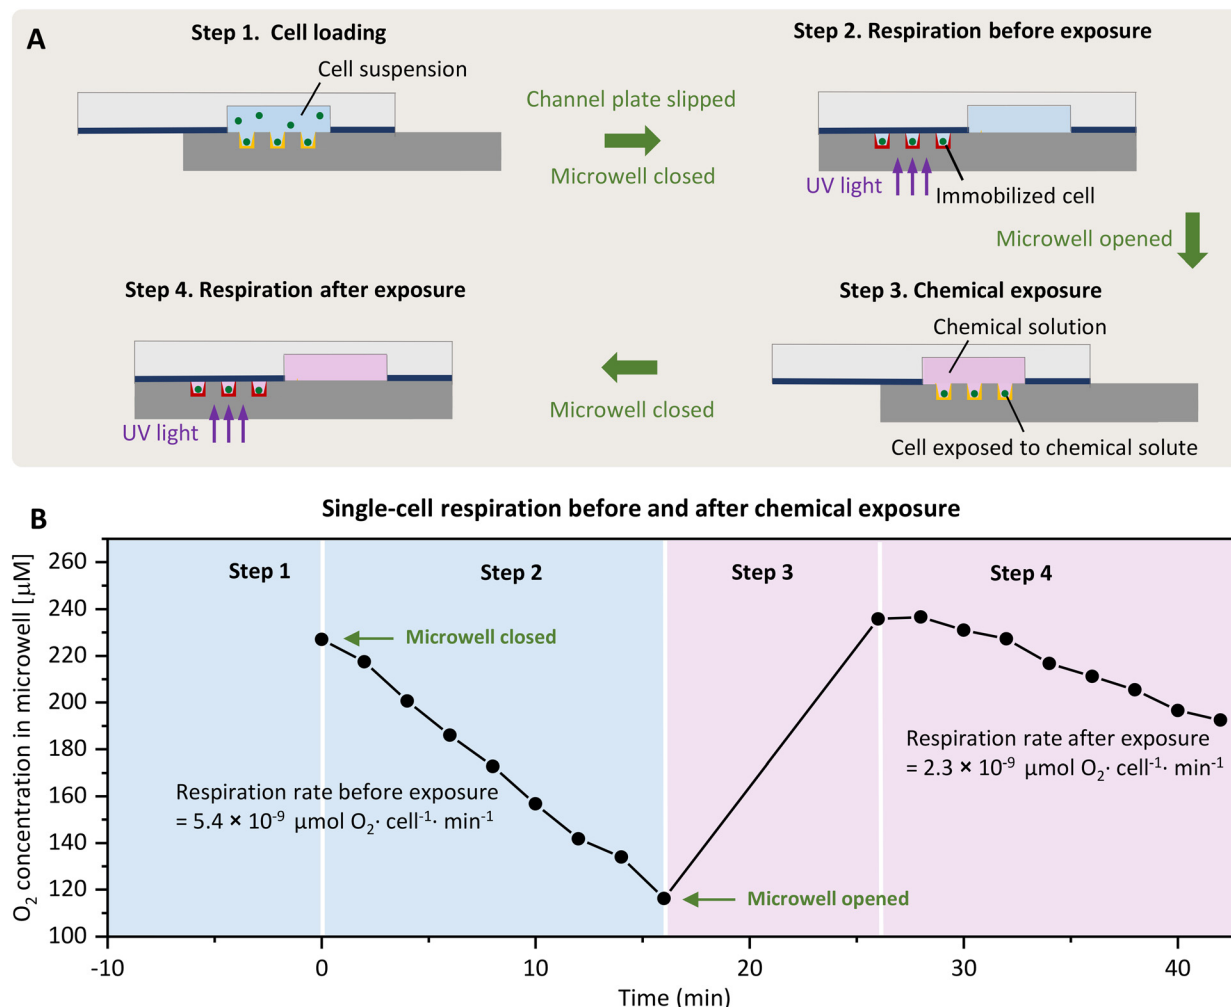 A
Step 1. Cell loading
Cell suspension
Channel plate slipped
Microwell closed
Step 2. Respiration before exposure
UV light
Immobilized cell
Microwell opened
Step 4. Respiration after exposure
UV light
Microwell closed
Step 3. Chemical exposure
Chemical solution
Cell exposed to chemical solute
B
Single-cell respiration before and after chemical exposure
O₂ concentration in microwell [µM]
260
240
220
200
180
160
140
120
100
Step 1
Step 2
Step 3
Step 4
Microwell closed
Respiration rate before exposure
= 5.4 × 10⁻⁹ µmol O₂· cell⁻¹· min⁻¹
Respiration rate after exposure
= 2.3 × 10⁻⁹ µmol O₂· cell⁻¹· min⁻¹
Microwell opened
-10 0 10 20 30 40
Time (min)